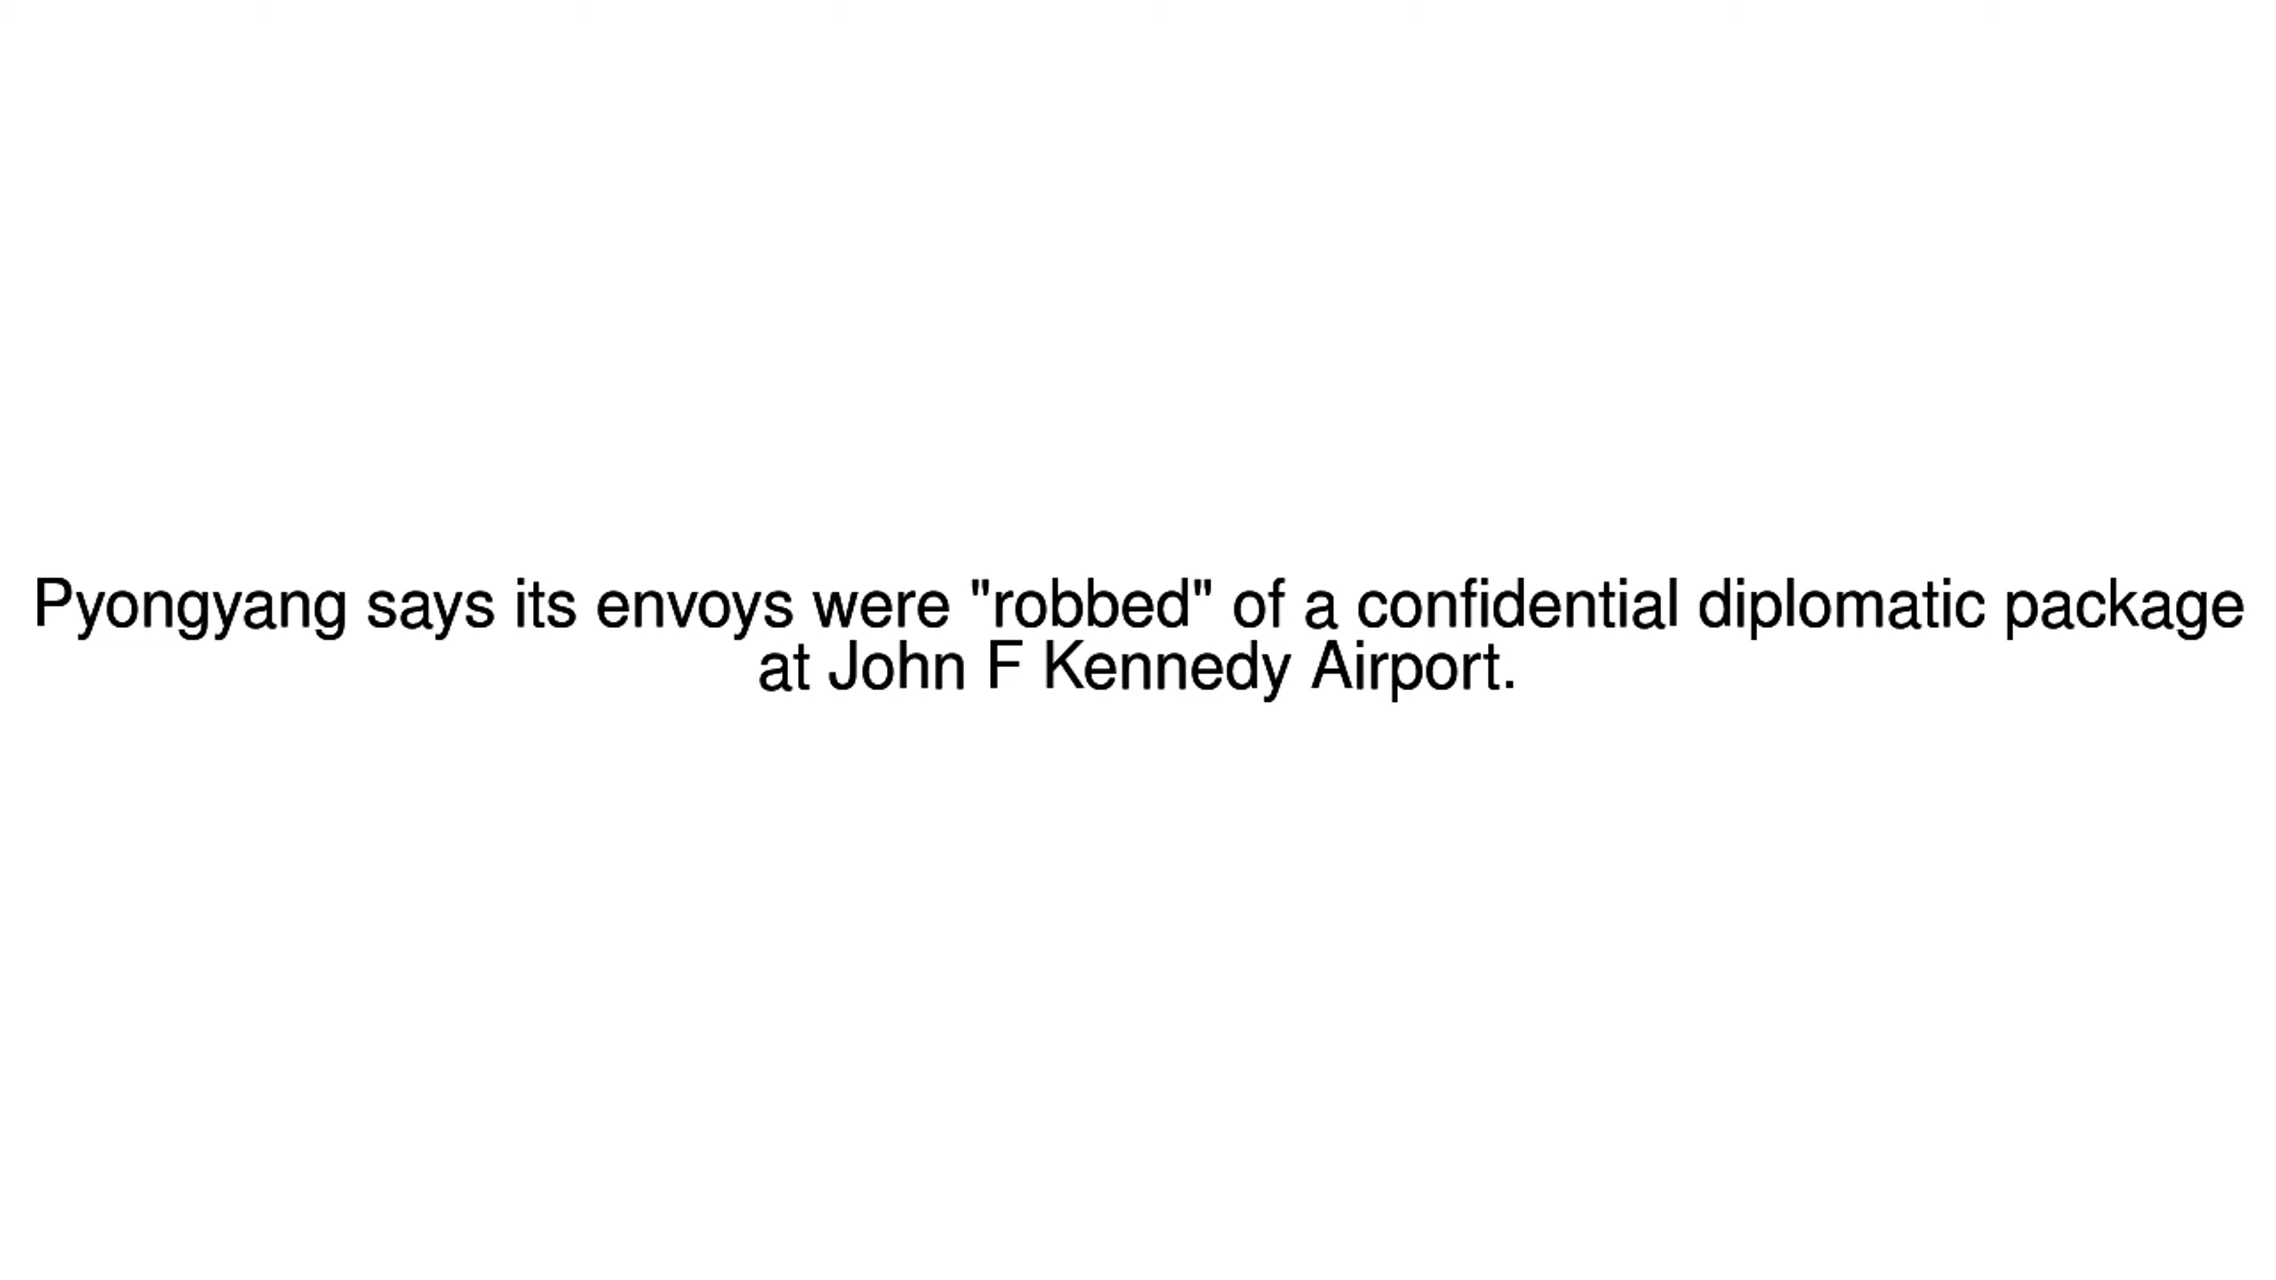 Pyongyang says its envoys were "robbed" of a confidential diplomatic package
at John F Kennedy Airport.